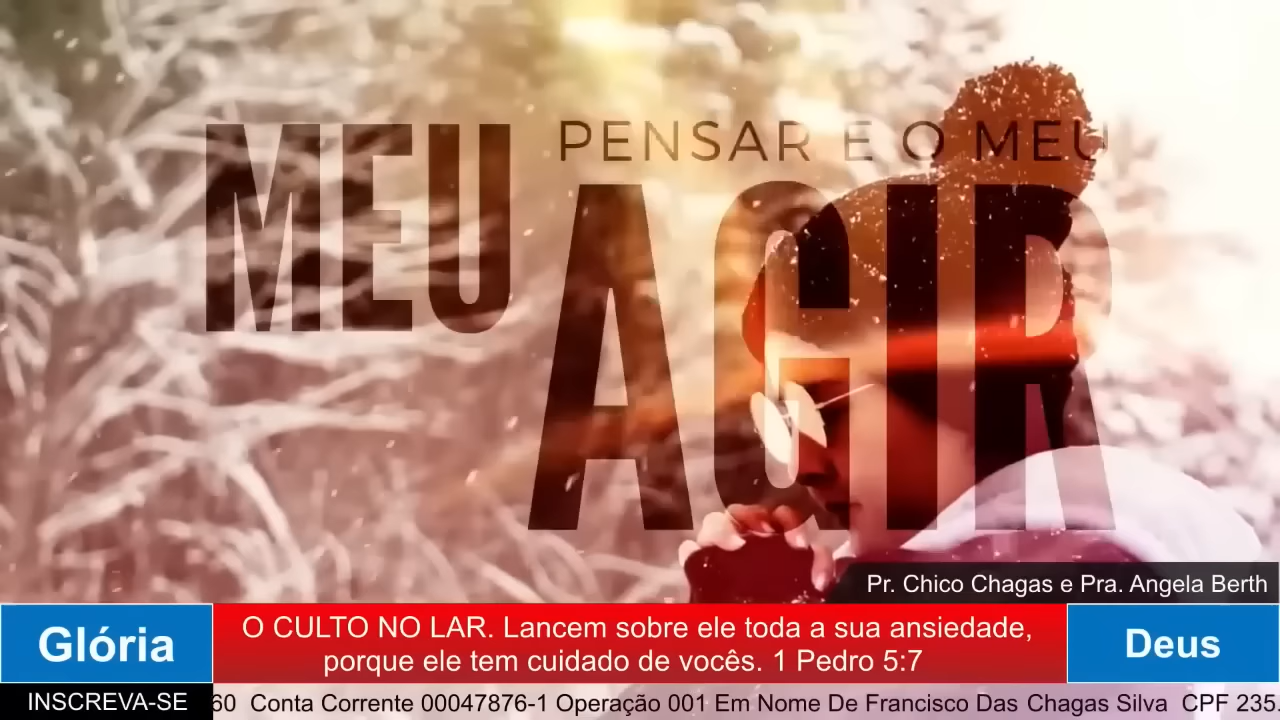 MEU PENSAR E O MEU
AGIR
Pr. Chico Chagas e Pra. Angela Berth
Glória
O CULTO NO LAR. Lancem sobre ele toda a sua ansiedade,
porque ele tem cuidado de vocês. 1 Pedro 5:7
Deus
INSCREVA-SE
60 Conta Corrente 00047876-1 Operação 001 Em Nome De Francisco Das Chagas Silva CPF 235.